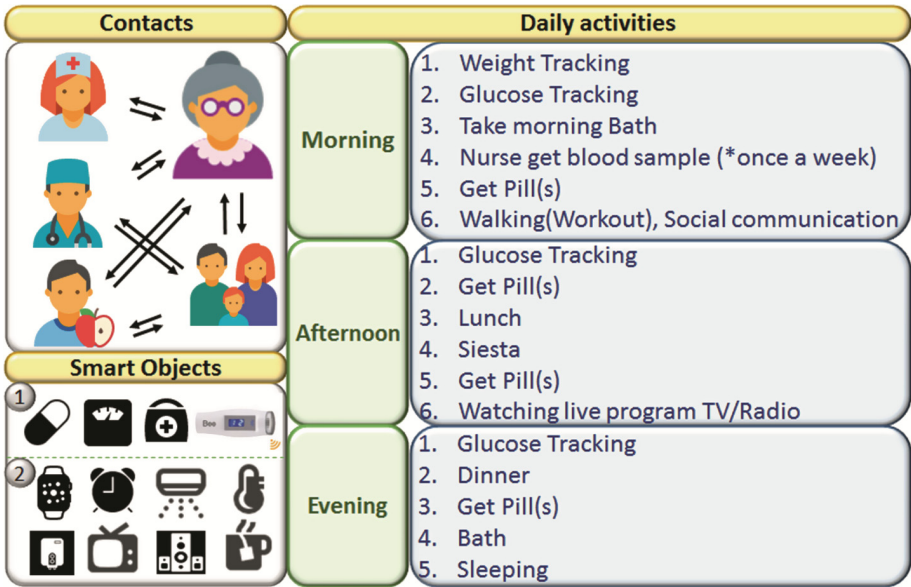 Contacts
Daily activities
Morning
1. Weight Tracking
2. Glucose Tracking
3. Take morning Bath
4. Nurse get blood sample (*once a week)
5. Get Pill(s)
6. Walking(Workout), Social communication
Afternoon
1. Glucose Tracking
2. Get Pill(s)
3. Lunch
4. Siesta
5. Get Pill(s)
6. Watching live program TV/Radio
Evening
1. Glucose Tracking
2. Dinner
3. Get Pill(s)
4. Bath
5. Sleeping
Smart Objects
1
Bee
2